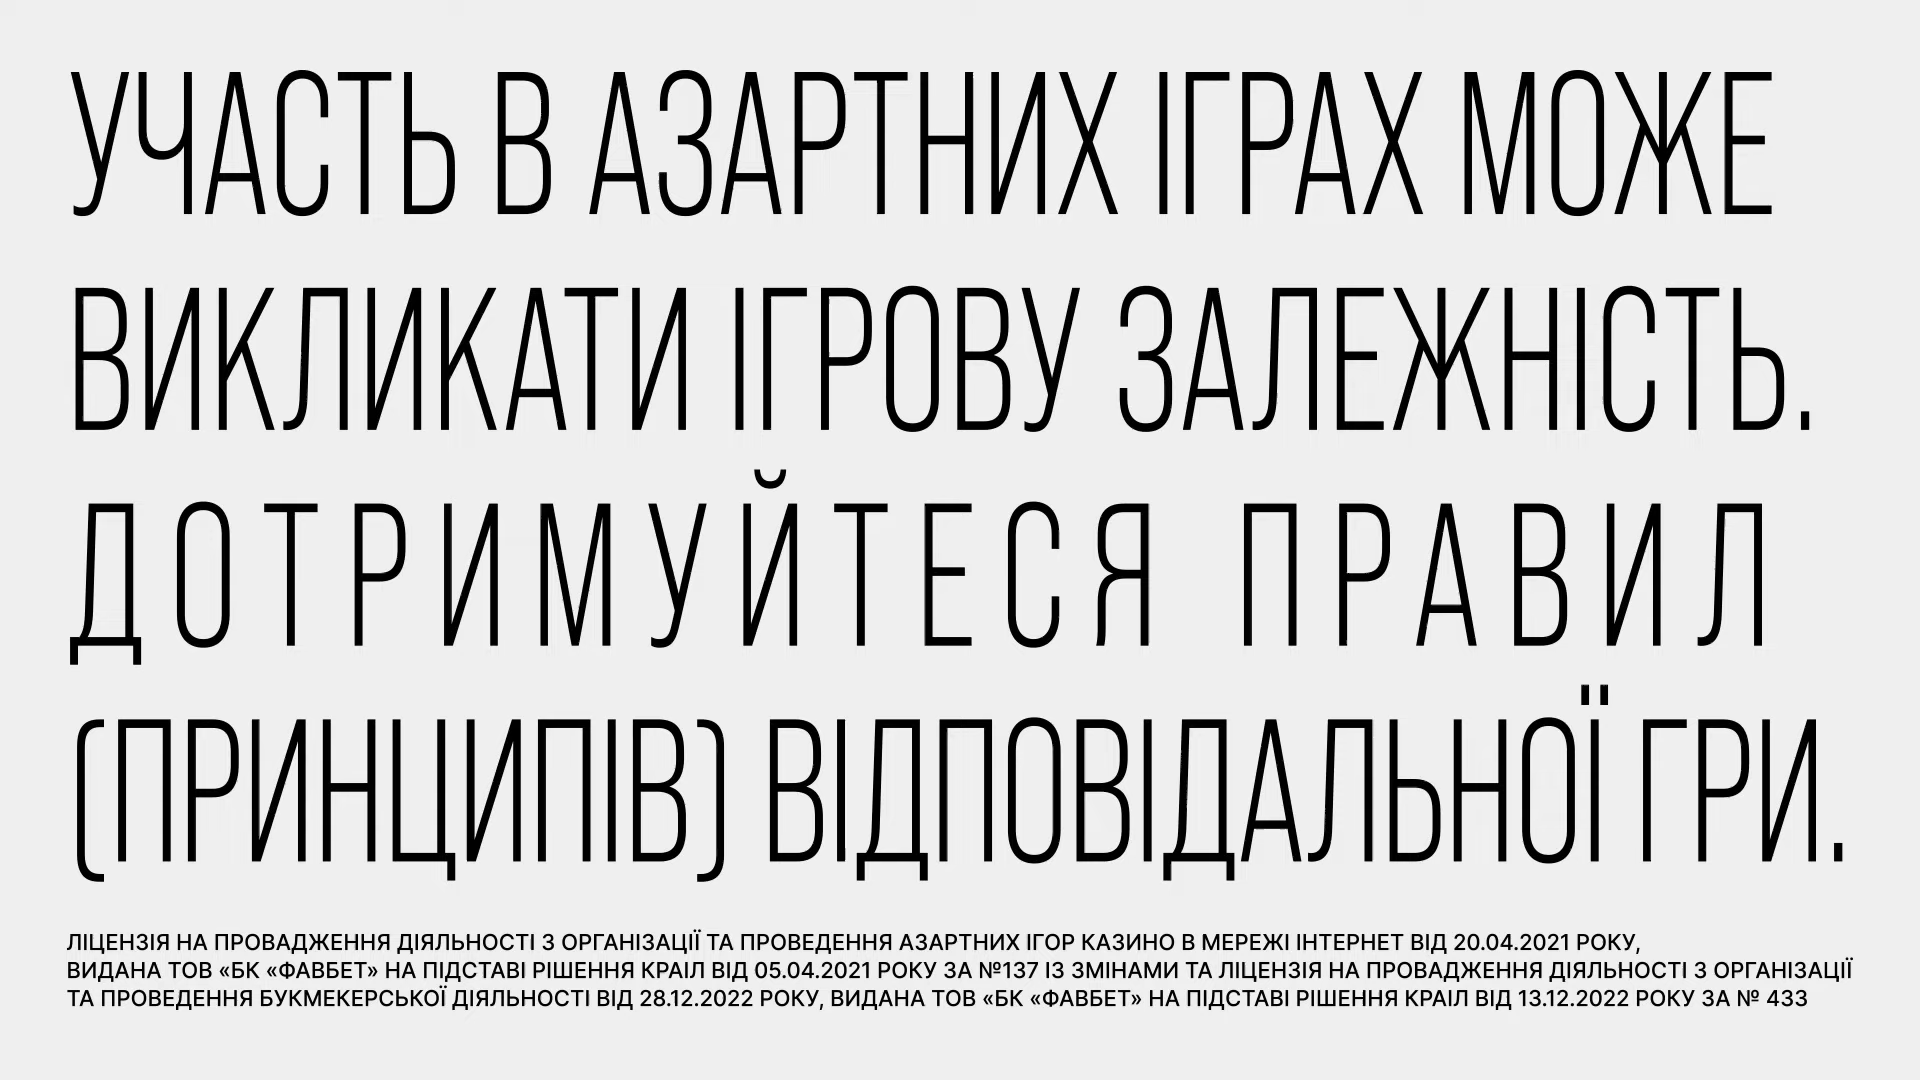 УЧАСТЬ В АЗАРТНИХ ІГРАХ МОЖЕ
ВИКЛИКАТИ ІГРОВУ ЗАЛЕЖНІСТЬ.
ДОТРИМУЙТЕСЯ ПРАВИЛ
(ПРИНЦИПІВ) ВІДПОВІДАЛЬНОЇ ГРИ.
ЛІЦЕНЗІЯ НА ПРОВАДЖЕННЯ ДІЯЛЬНОСТІ З ОРГАНІЗАЦІЇ ТА ПРОВЕДЕННЯ АЗАРТНИХ ІГОР КАЗИНО В МЕРЕЖІ ІНТЕРНЕТ ВІД 20.04.2021 РОКУ,
ВИДАНА ТОВ «БК «ФАВБЕТ» НА ПІДСТАВІ РІШЕННЯ КРАІЛ ВІД 05.04.2021 РОКУ ЗА №137 ІЗ ЗМІНАМИ ТА ЛІЦЕНЗІЯ НА ПРОВАДЖЕННЯ ДІЯЛЬНОСТІ З ОРГАНІЗАЦІЇ
ТА ПРОВЕДЕННЯ БУКМЕКЕРСЬКОЇ ДІЯЛЬНОСТІ ВІД 28.12.2022 РОКУ, ВИДАНА ТОВ «БК «ФАВБЕТ» НА ПІДСТАВІ РІШЕННЯ КРАІЛ ВІД 13.12.2022 РОКУ ЗА № 433